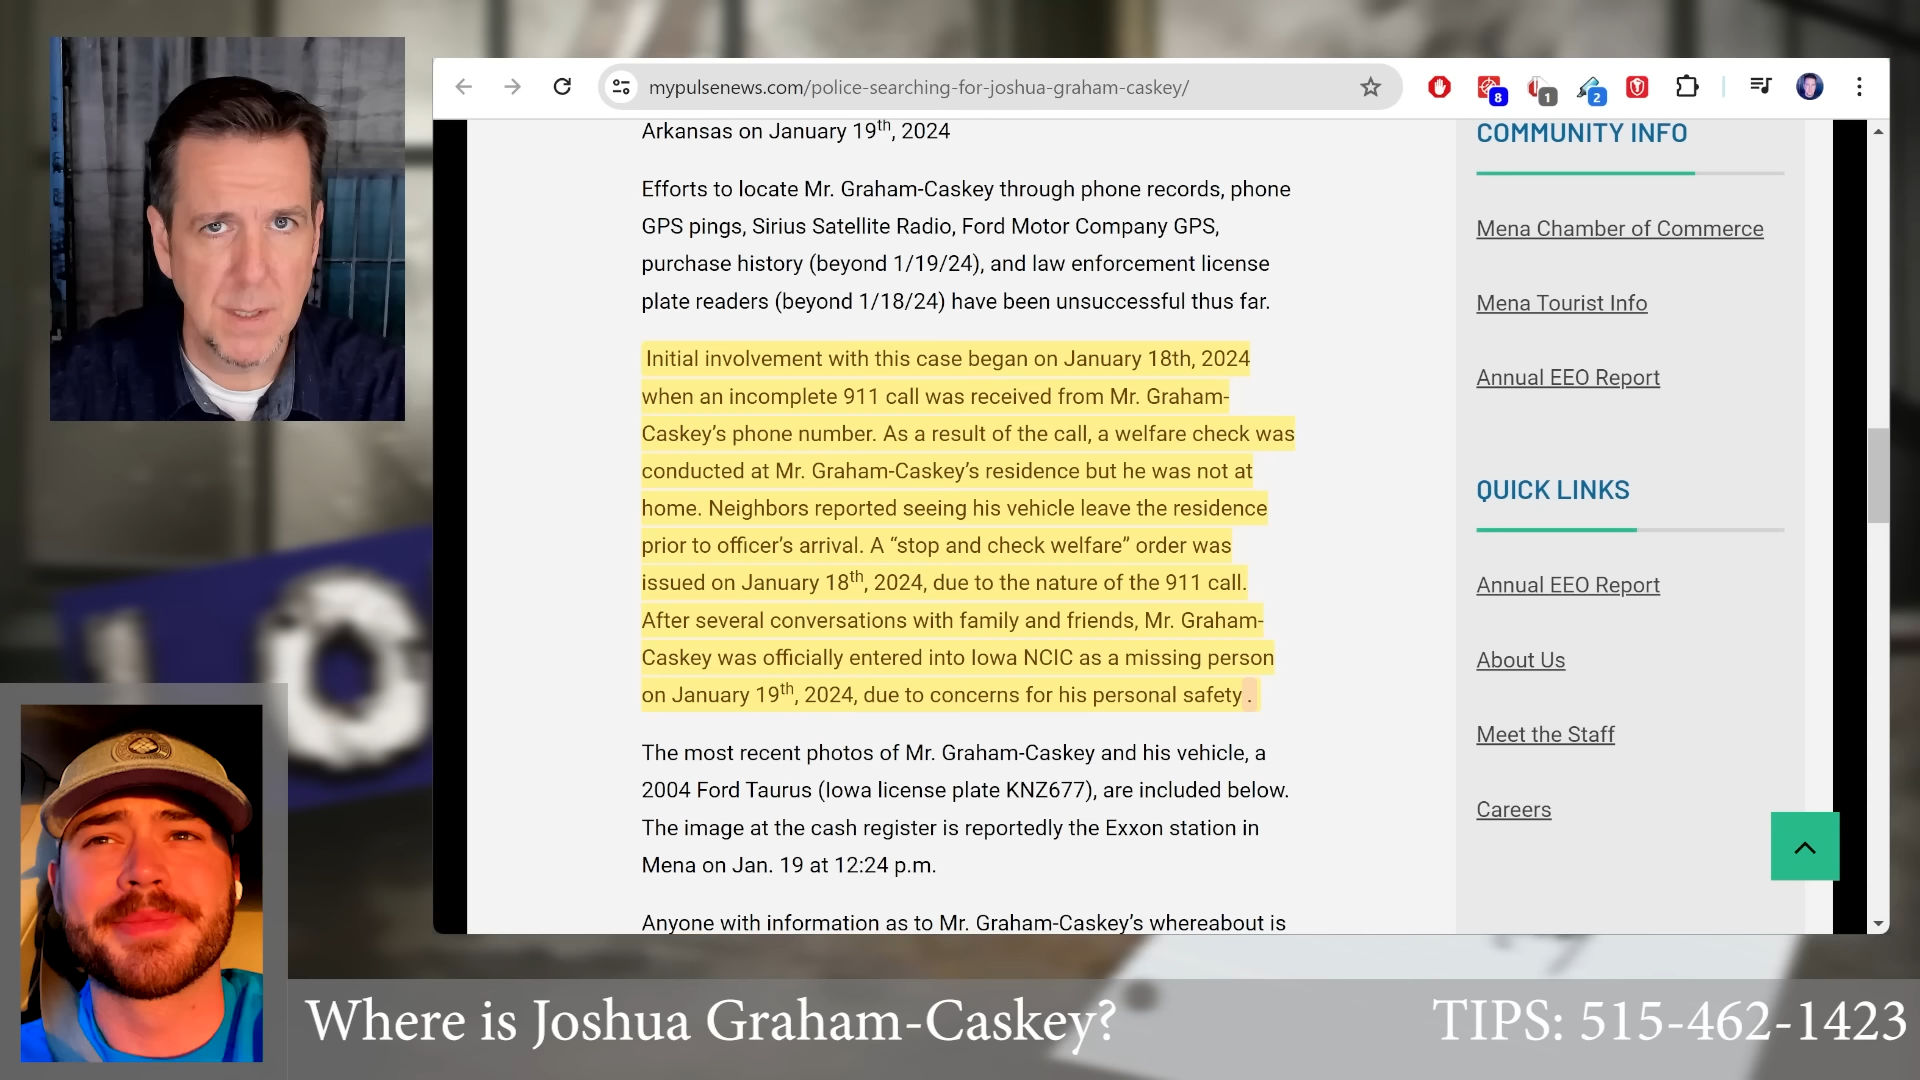 mypulsenews.com/police-searching-for-joshua-graham-caskey/
8
1
2
Arkansas on January 19th, 2024
Efforts to locate Mr. Graham-Caskey through phone records, phone
GPS pings, Sirius Satellite Radio, Ford Motor Company GPS,
purchase history (beyond 1/19/24), and law enforcement license
plate readers (beyond 1/18/24) have been unsuccessful thus far.
Initial involvement with this case began on January 18th, 2024
when an incomplete 911 call was received from Mr. Graham-
Caskey’s phone number. As a result of the call, a welfare check was
conducted at Mr. Graham-Caskey’s residence but he was not at
home. Neighbors reported seeing his vehicle leave the residence
prior to officer’s arrival. A “stop and check welfare” order was
issued on January 18th, 2024, due to the nature of the 911 call.
After several conversations with family and friends, Mr. Graham-
Caskey was officially entered into Iowa NCIC as a missing person
on January 19th, 2024, due to concerns for his personal safety .
The most recent photos of Mr. Graham-Caskey and his vehicle, a
2004 Ford Taurus (Iowa license plate KNZ677), are included below.
The image at the cash register is reportedly the Exxon station in
Mena on Jan. 19 at 12:24 p.m.
Anyone with information as to Mr. Graham-Caskey’s whereabout is
COMMUNITY INFO
Mena Chamber of Commerce
Mena Tourist Info
Annual EEO Report
QUICK LINKS
Annual EEO Report
About Us
Meet the Staff
Careers
Where is Joshua Graham-Caskey?
TIPS: 515-462-1423